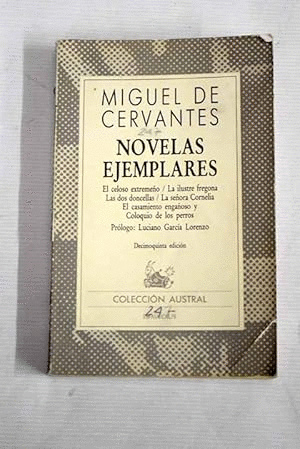 MIGUEL DE
CERVANTES
NOVELAS
EJEMPLARES
El celoso extremeño / La ilustre fregona
Las dos doncellas / La señora Cornelia
El casamiento engañoso y
Coloquio de los perros
Prólogo: Luciano García Lorenzo
Decimoquinta edición
COLECCIÓN AUSTRAL